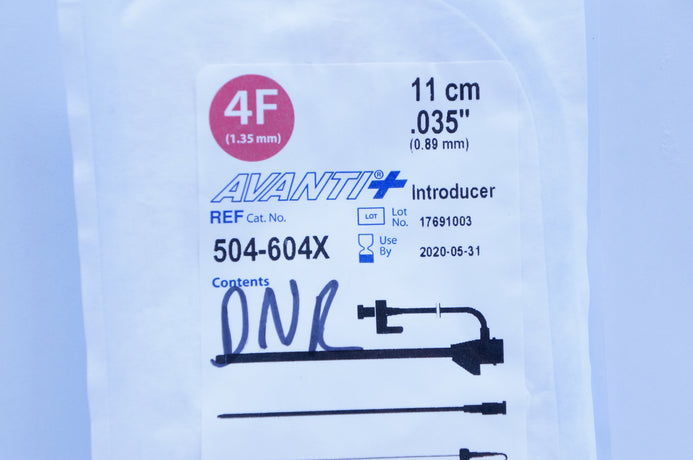 4F
(1.35 mm)
11 cm
.035"
(0.89 mm)
AVANTI®+ Introducer
REF Cat. No.
504-604X
LOT Lot No. 17691003
Use By 2020-05-31
Contents
DNR